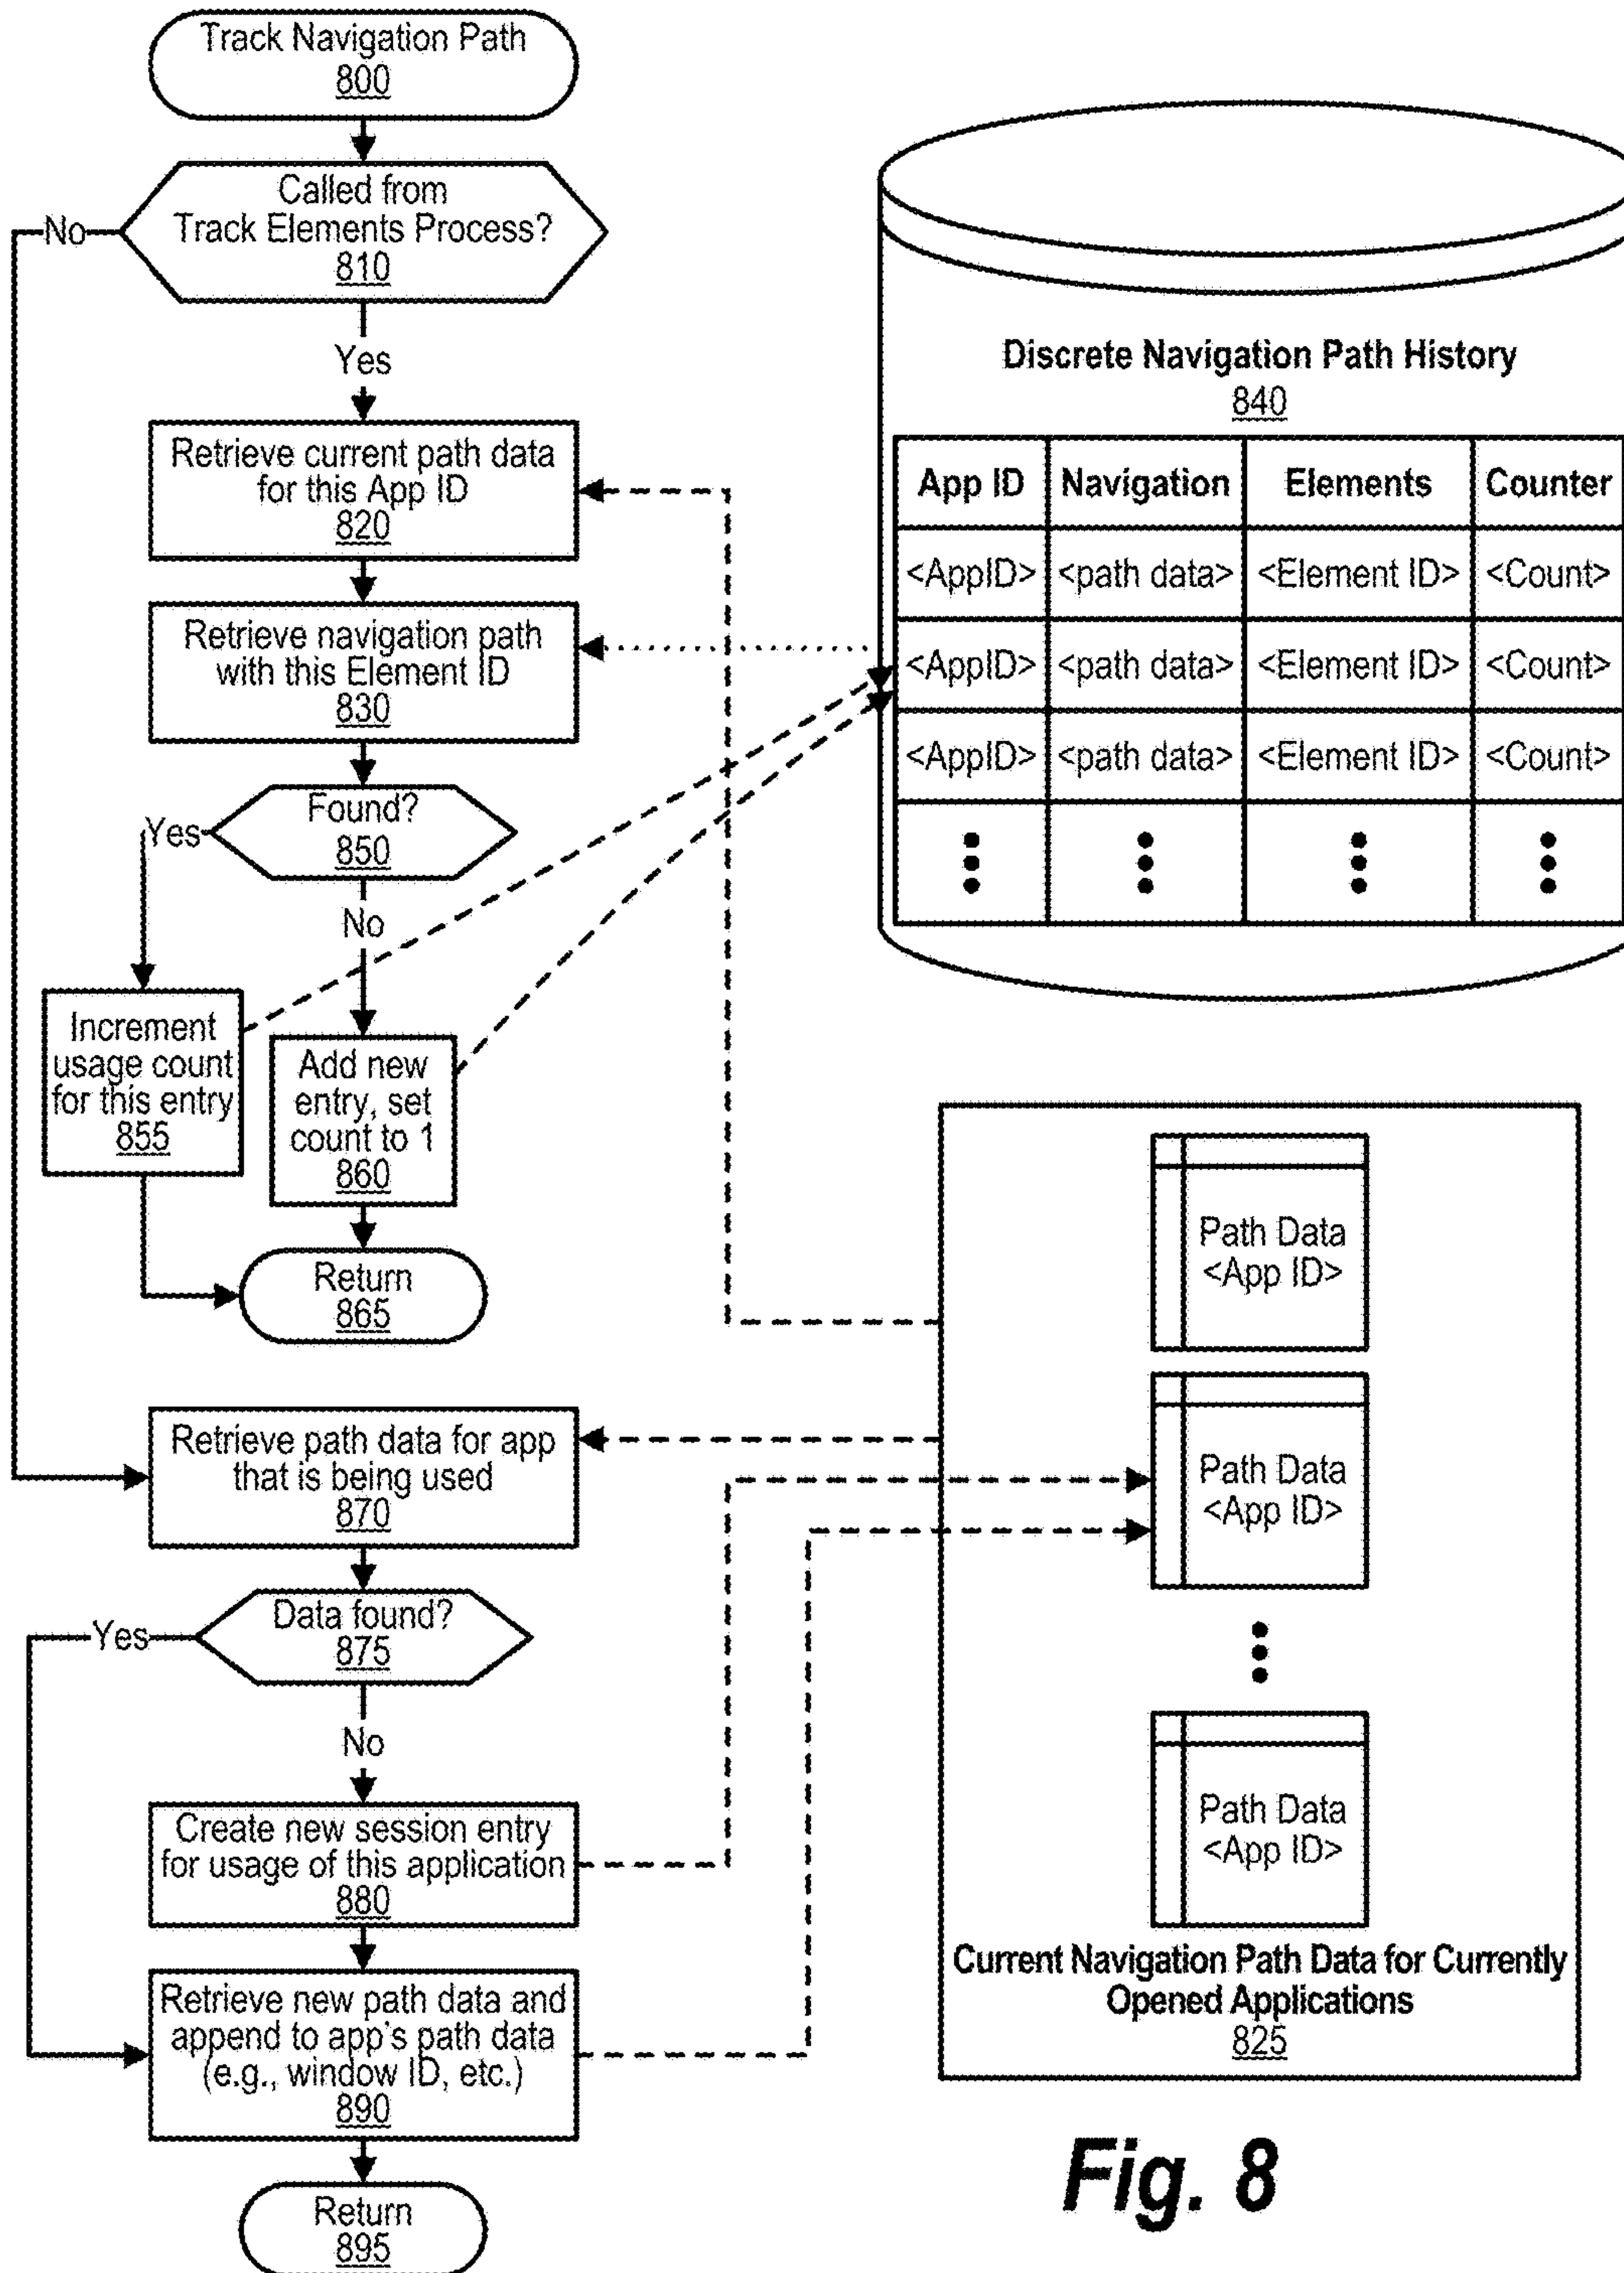 Track Navigation Path
800
Called from
Track Elements Process?
810
No
Yes
Retrieve current path data
for this App ID
820
Retrieve navigation path
with this Element ID
830
Found?
850
Yes
No
Increment
usage count
for this entry
855
Add new
entry, set
count to 1
860
Return
865
Retrieve path data for app
that is being used
870
Data found?
875
Yes
No
Create new session entry
for usage of this application
880
Retrieve new path data and
append to app's path data
(e.g., window ID, etc.)
890
Return
895
Discrete Navigation Path History
840
App ID Navigation Elements Counter
<AppID> <path data> <Element ID> <Count>
<AppID> <path data> <Element ID> <Count>
<AppID> <path data> <Element ID> <Count>
Path Data
<App ID>
Path Data
<App ID>
Path Data
<App ID>
Current Navigation Path Data for Currently
Opened Applications
825
Fig. 8